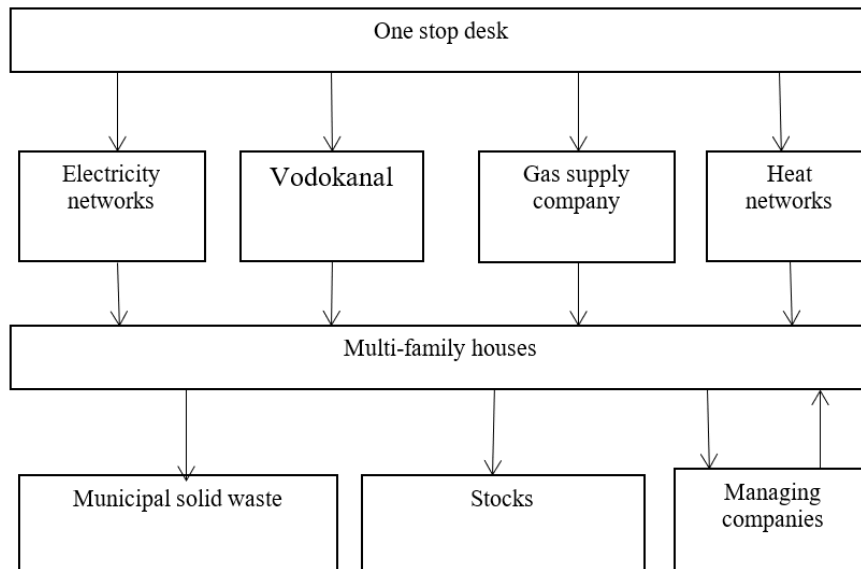 One stop desk
Electricity
networks
Vodokanal
Gas supply
company
Heat
networks
Multi-family houses
Municipal solid waste
Stocks
Managing
companies